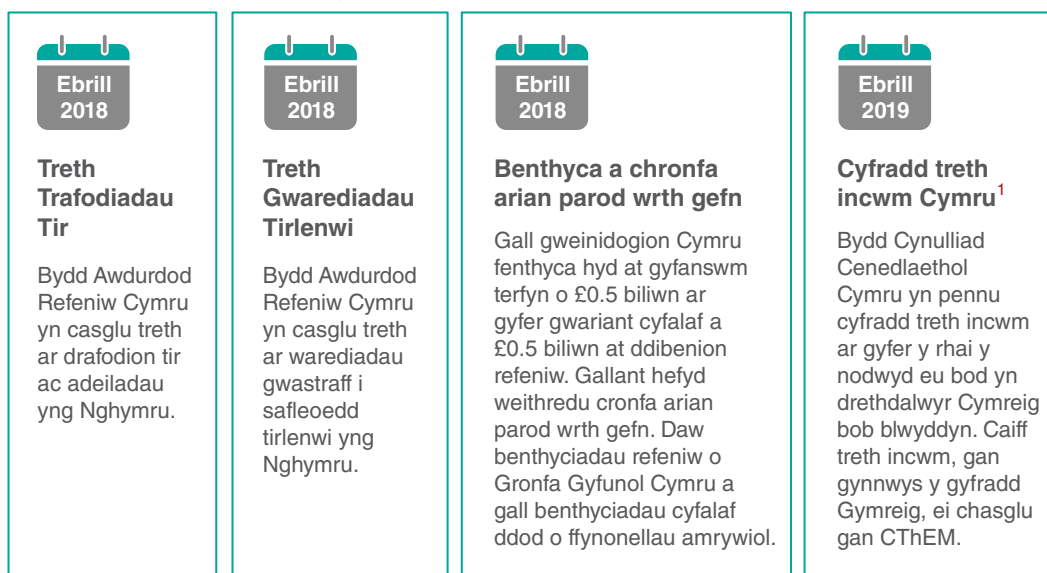 Ebrill
2018
Treth
Trafodiadau
Tir
Bydd Awdurdod
Refeniw Cymru
yn casglu treth
ar drafodion tir
ac adeiladau
yng Nghymru.
Ebrill
2018
Treth
Gwarediadau
Tirlenwi
Bydd Awdurdod
Refeniw Cymru
yn casglu treth
ar warediadau
gwastraff i
safleoedd
tirlenwi yng
Nghymru.
Ebrill
2018
Benthyca a chronfa
arian parod wrth gefn
Gall gweinidogion Cymru
fenthyca hyd at gyfanswm
terfyn o £0.5 biliwn ar
gyfer gwariant cyfalaf a
£0.5 biliwn at ddibenion
refeniw. Gallant hefyd
weithredu cronfa arian
parod wrth gefn. Daw
benthyciadau refeniw o
Gronfa Gyfunol Cymru a
gall benthyciadau cyfalaf
ddod o ffynonellau amrywiol.
Ebrill
2019
Cyfradd treth
incwm Cymru1
Bydd Cynulliad
Cenedlaethol
Cymru yn pennu
cyfradd treth incwm
ar gyfer y rhai y
nodwyd eu bod yn
drethdalwyr Cymreig
bob blwyddyn. Caiff
treth incwm, gan
gynnwys y gyfradd
Gymreig, ei chasglu
gan CThEM.